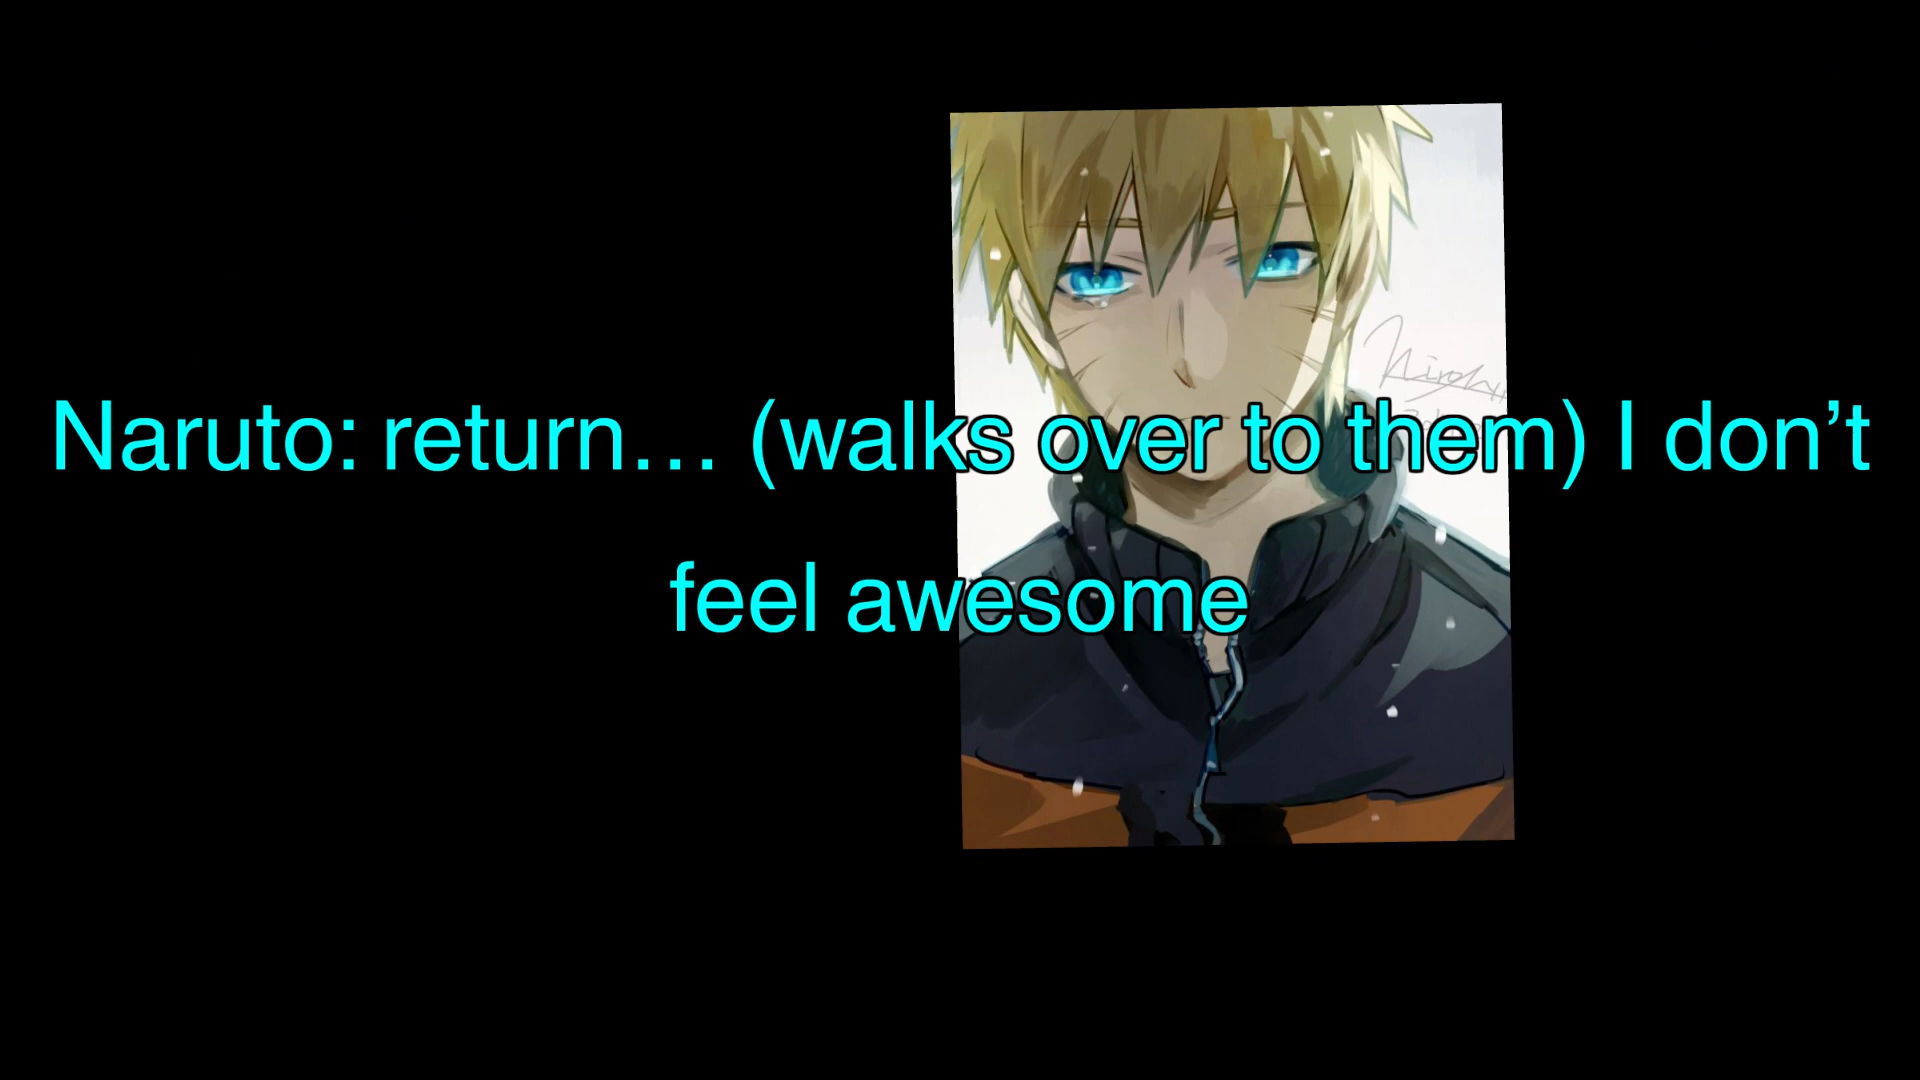 Naruto: return… (walks over to them) I don’t
feel awesome